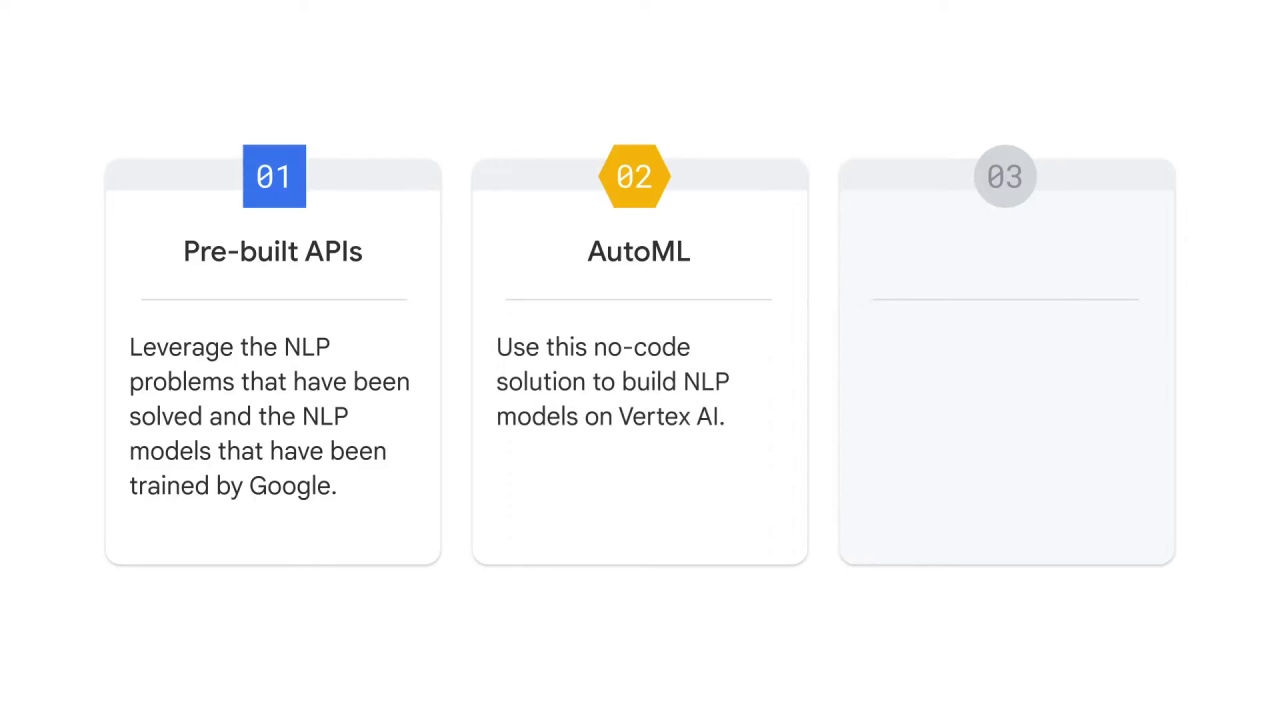 01
Pre-built APIs
Leverage the NLP
problems that have been
solved and the NLP
models that have been
trained by Google.
02
AutoML
Use this no-code
solution to build NLP
models on Vertex AI.
03